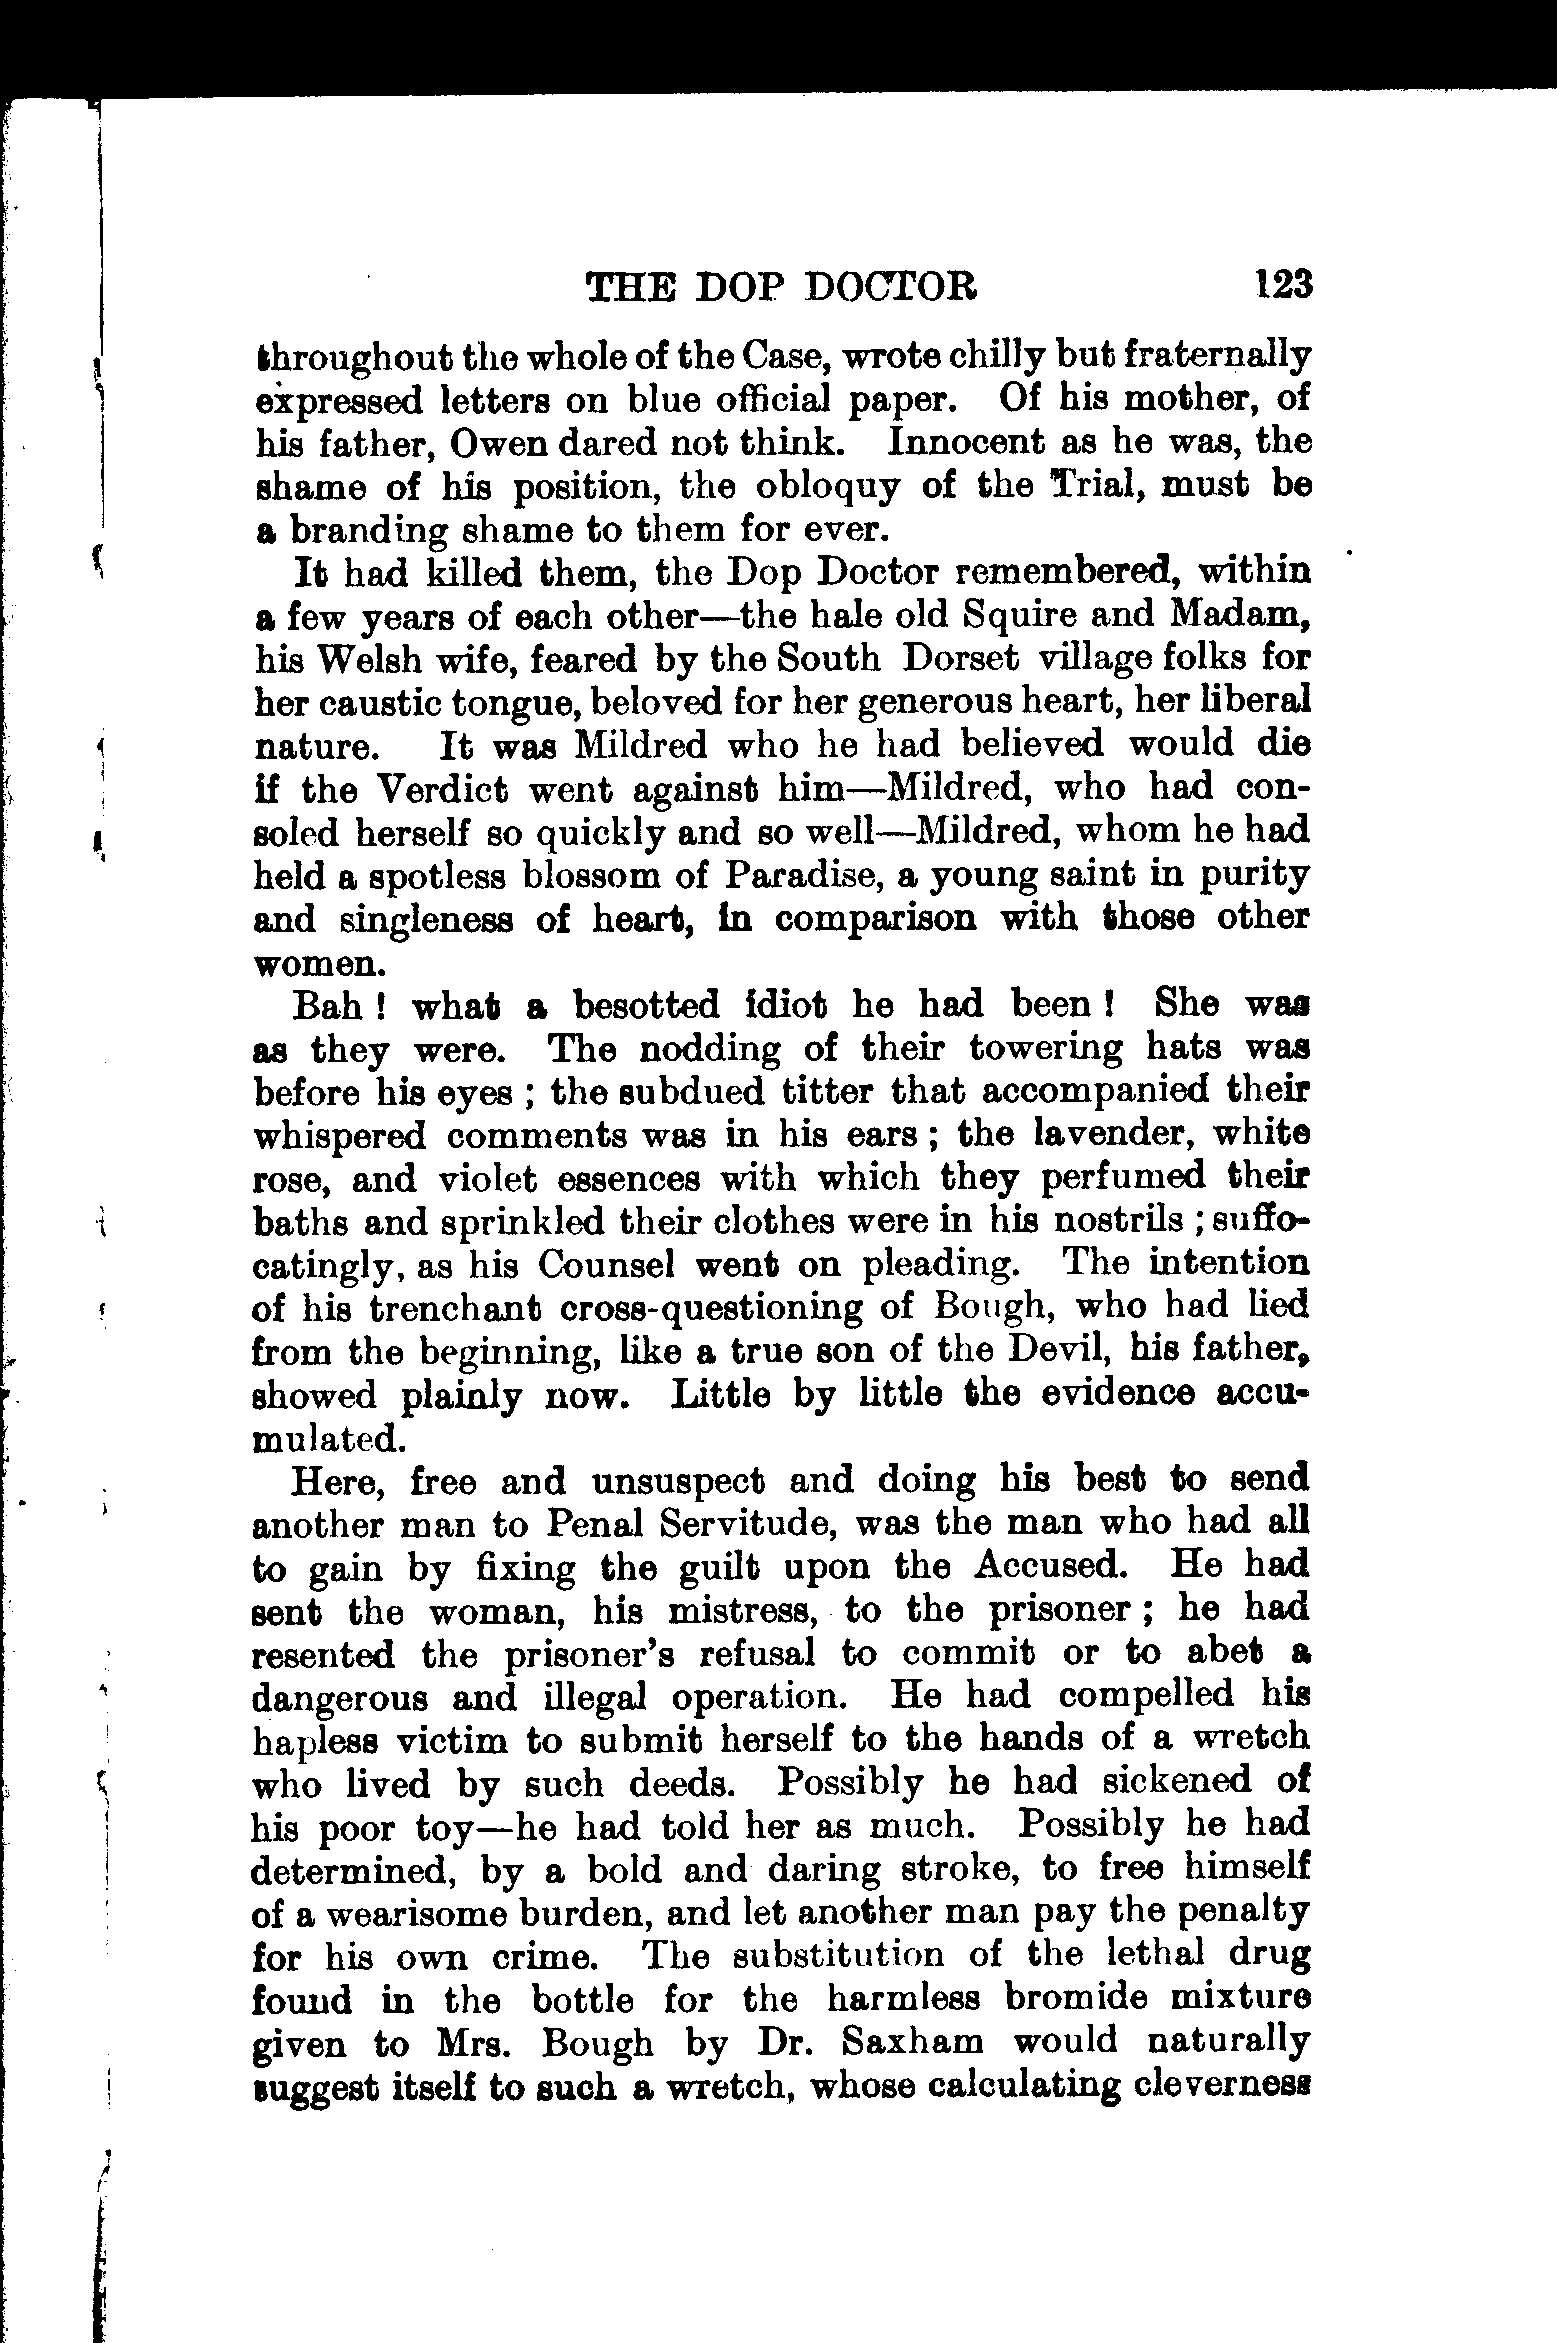 THE DOP DOCTOR 123
throughout the whole of the Case, wrote chilly but fraternally
expressed letters on blue official paper. Of his mother, of
his father, Owen dared not think. Innocent as he was, the
shame of his position, the obloquy of the Trial, must be
a branding shame to them for ever.
It had killed them, the Dop Doctor remembered, within
a few years of each other—the hale old Squire and Madam,
his Welsh wife, feared by the South Dorset village folks for
her caustic tongue, beloved for her generous heart, her liberal
nature. It was Mildred who he had believed would die
if the Verdict went against him—Mildred, who had con-
soled herself so quickly and so well—Mildred, whom he had
held a spotless blossom of Paradise, a young saint in purity
and singleness of heart, in comparison with those other
women.
Bah ! what a besotted idiot he had been ! She was
as they were. The nodding of their towering hats was
before his eyes ; the subdued titter that accompanied their
whispered comments was in his ears ; the lavender, white
rose, and violet essences with which they perfumed their
baths and sprinkled their clothes were in his nostrils ; suffo-
catingly, as his Counsel went on pleading. The intention
of his trenchant cross-questioning of Bough, who had lied
from the beginning, like a true son of the Devil, his father,
showed plainly now. Little by little the evidence accu-
mulated.
Here, free and unsuspect and doing his best to send
another man to Penal Servitude, was the man who had all
to gain by fixing the guilt upon the Accused. He had
sent the woman, his mistress, to the prisoner ; he had
resented the prisoner's refusal to commit or to abet a
dangerous and illegal operation. He had compelled his
hapless victim to submit herself to the hands of a wretch
who lived by such deeds. Possibly he had sickened of
his poor toy—he had told her as much. Possibly he had
determined, by a bold and daring stroke, to free himself
of a wearisome burden, and let another man pay the penalty
for his own crime. The substitution of the lethal drug
found in the bottle for the harmless bromide mixture
given to Mrs. Bough by Dr. Saxham would naturally
suggest itself to such a wretch, whose calculating cleverness